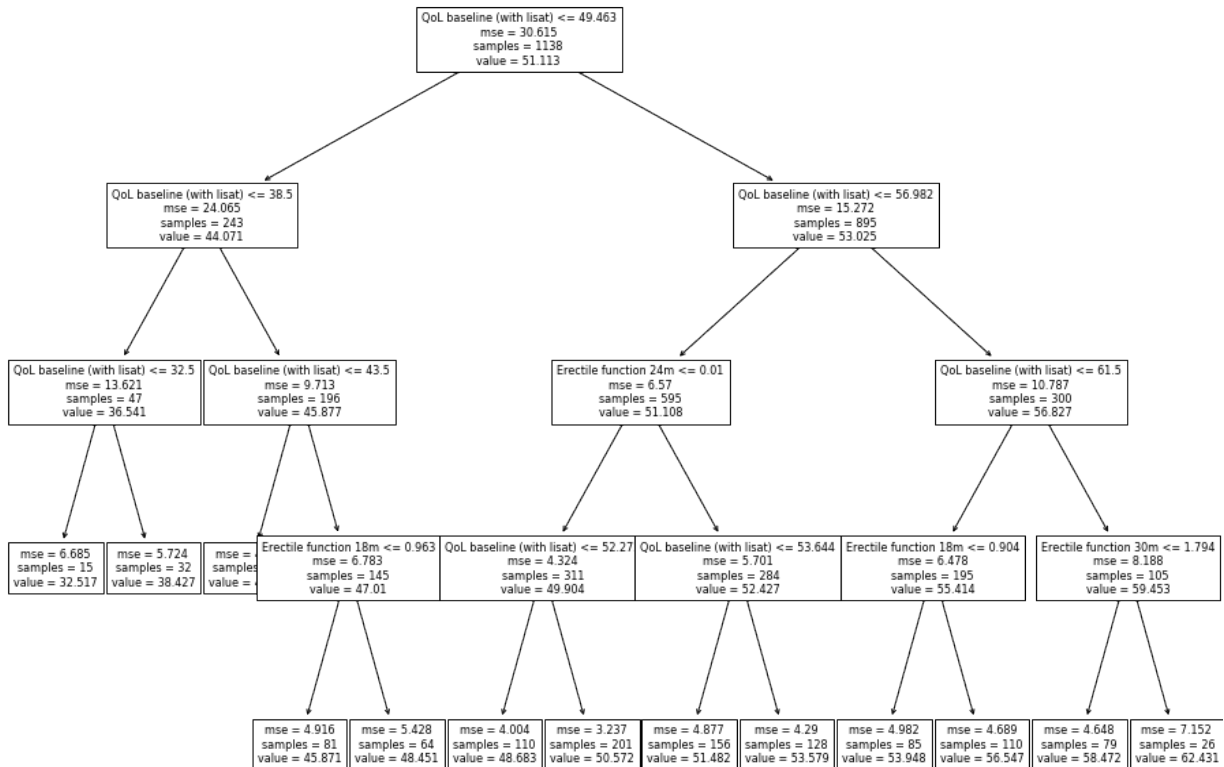 QoL baseline (with lisat) <= 49.463
mse = 30.615
samples = 1138
value = 51.113
QoL baseline (with lisat) <= 38.5
mse = 24.065
samples = 243
value = 44.071
QoL baseline (with lisat) <= 56.982
mse = 15.272
samples = 895
value = 53.025
QoL baseline (with lisat) <= 32.5
mse = 13.621
samples = 47
value = 36.541
QoL baseline (with lisat) <= 43.5
mse = 9.713
samples = 196
value = 45.877
Erectile function 24m <= 0.01
mse = 6.57
samples = 595
value = 51.108
QoL baseline (with lisat) <= 61.5
mse = 10.787
samples = 300
value = 56.827
mse = 6.685
samples = 15
value = 32.517
mse = 5.724
samples = 32
value = 38.427
mse =
samples
value =
Erectile function 18m <= 0.963
mse = 6.783
samples = 145
value = 47.01
QoL baseline (with lisat) <= 52.27
mse = 4.324
samples = 311
value = 49.904
QoL baseline (with lisat) <= 53.644
mse = 5.701
samples = 284
value = 52.427
Erectile function 18m <= 0.904
mse = 6.478
samples = 195
value = 55.414
Erectile function 30m <= 1.794
mse = 8.188
samples = 105
value = 59.453
mse = 4.916
samples = 81
value = 45.871
mse = 5.428
samples = 64
value = 48.451
mse = 4.004
samples = 110
value = 48.683
mse = 3.237
samples = 201
value = 50.572
mse = 4.877
samples = 156
value = 51.482
mse = 4.29
samples = 128
value = 53.579
mse = 4.982
samples = 85
value = 53.948
mse = 4.689
samples = 110
value = 56.547
mse = 4.648
samples = 79
value = 58.472
mse = 7.152
samples = 26
value = 62.431